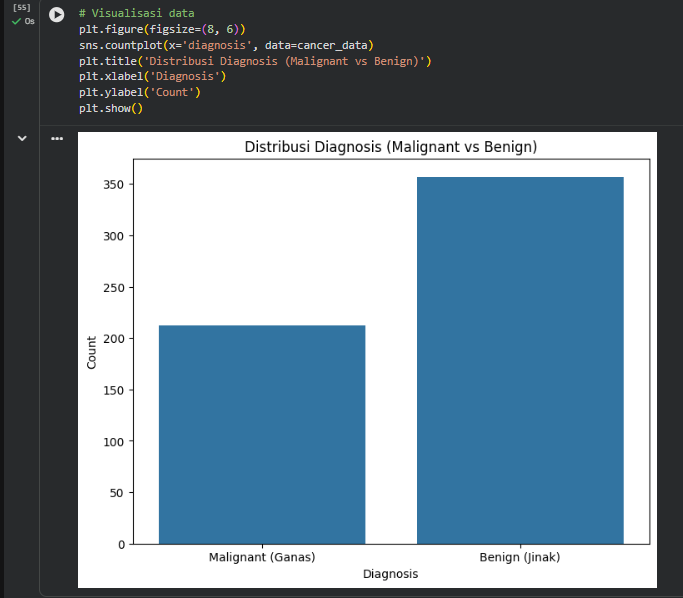 [55]
0s
# Visualisasi data
plt.figure(figsize=(8, 6))
sns.countplot(x='diagnosis', data=cancer_data)
plt.title('Distribusi Diagnosis (Malignant vs Benign)')
plt.xlabel('Diagnosis')
plt.ylabel('Count')
plt.show()
Distribusi Diagnosis (Malignant vs Benign)
350
300
250
200
150
100
50
0
Count
Malignant (Ganas)
Benign (Jinak)
Diagnosis